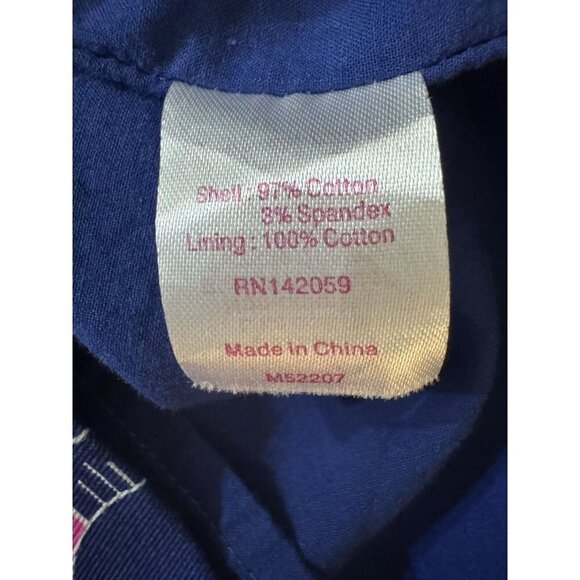 Shell : 97% Cotton
3% Spandex
Lining : 100% Cotton
RN142059
Made in China
M52207